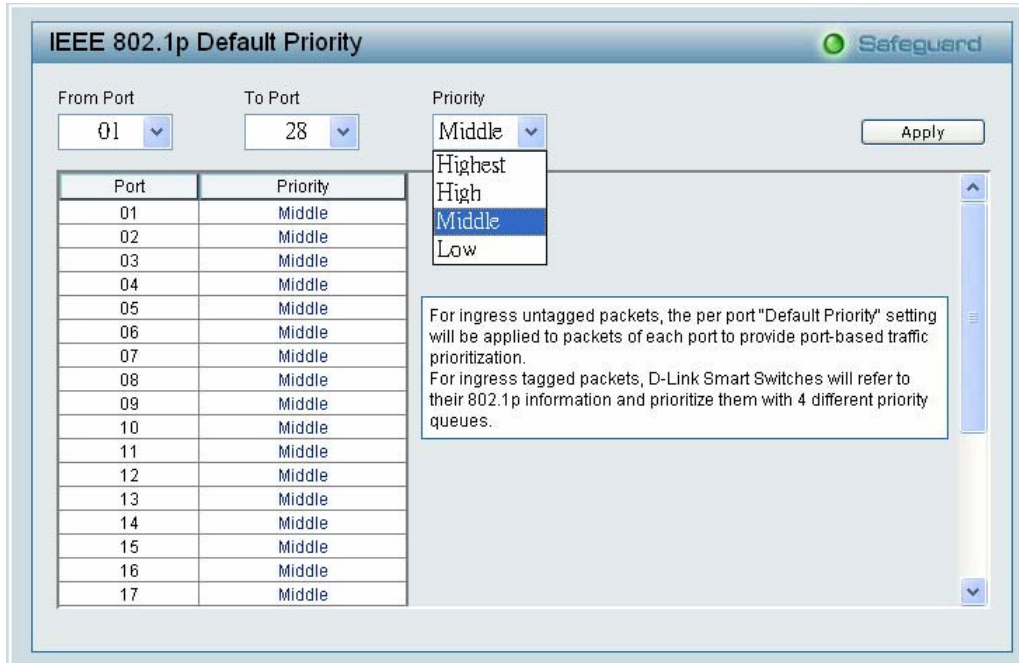 IEEE 802.1p Default Priority
Safeguard
From Port To Port Priority
01 28 Middle
Apply
Highest
High
Middle
Low
Port Priority
01 Middle
02 Middle
03 Middle
04 Middle
05 Middle
06 Middle
07 Middle
08 Middle
09 Middle
10 Middle
11 Middle
12 Middle
13 Middle
14 Middle
15 Middle
16 Middle
17 Middle
For ingress untagged packets, the per port "Default Priority" setting
will be applied to packets of each port to provide port-based traffic
prioritization.
For ingress tagged packets, D-Link Smart Switches will refer to
their 802.1p information and prioritize them with 4 different priority
queues.